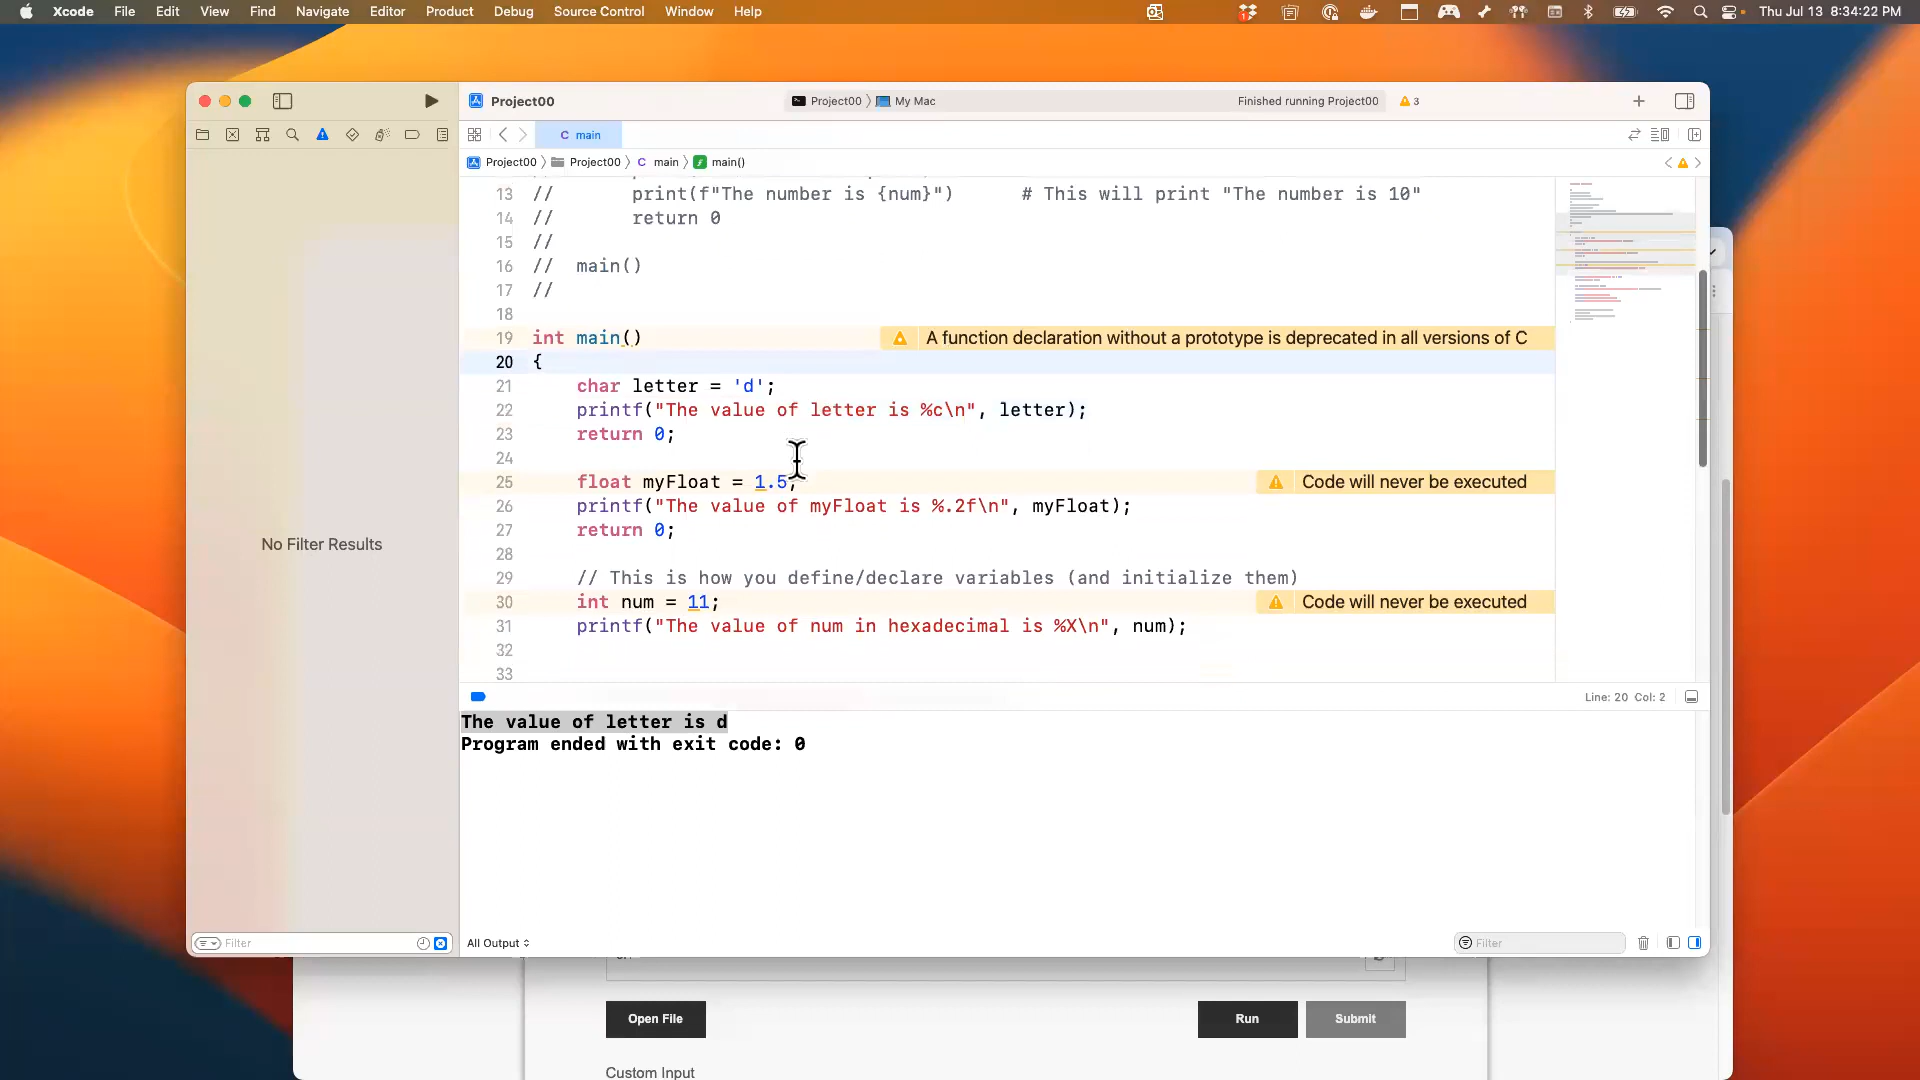 Xcode File Edit View Find Navigate Editor Product Debug Source Control Window Help Thu Jul 13 8:34:22 PM
Project00 Project00 My Mac Finished running Project00 3
C main
Project00 Project00 C main main()
13 // print(f"The number is {num}") # This will print "The number is 10"
14 // return 0
15 //
16 // main()
17 //
18
19 int main() A function declaration without a prototype is deprecated in all versions of C
20 {
21 char letter = 'd';
22 printf("The value of letter is %c\n", letter);
23 return 0;
24
25 float myFloat = 1.5; Code will never be executed
26 printf("The value of myFloat is %.2f\n", myFloat);
27 return 0;
28
29 // This is how you define/declare variables (and initialize them)
30 int num = 11; Code will never be executed
31 printf("The value of num in hexadecimal is %X\n", num);
32
33
No Filter Results
Line: 20 Col: 2
The value of letter is d
Program ended with exit code: 0
Filter
All Output
Filter
Open File Run Submit
Custom Input